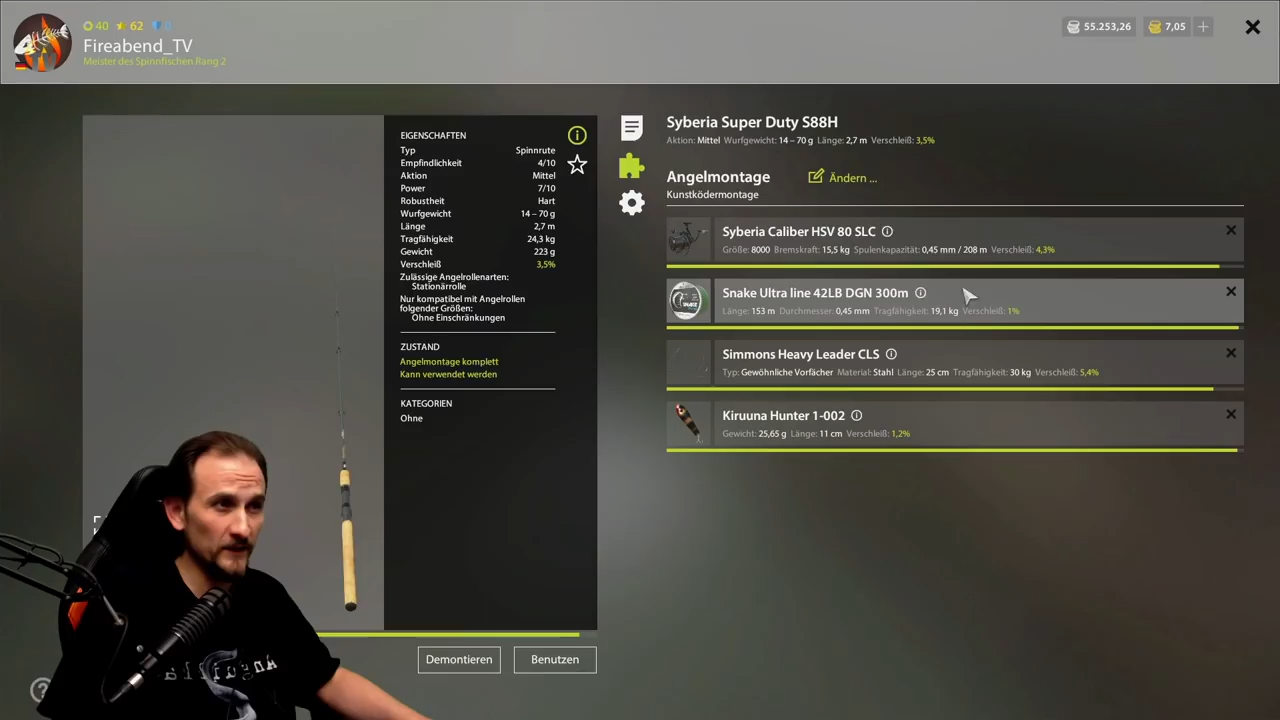 40 62 0
Fireabend_TV
Meister des Spinnfischen Rang 2
55.253,26 7,05 +
EIGENSCHAFTEN
Typ Spinnrute
Empfindlichkeit 4/10
Aktion Mittel
Power 7/10
Robustheit Hart
Wurfgewicht 14 – 70 g
Länge 2,7 m
Tragfähigkeit 24,3 kg
Gewicht 223 g
Verschleiß 3,5%
Zulässige Angelrollenarten:
Stationärrolle
Nur kompatibel mit Angelrollen
folgender Größen:
Ohne Einschränkungen
ZUSTAND
Angelmontage komplett
Kann verwendet werden
KATEGORIEN
Ohne
Demontieren
Benutzen
Syberia Super Duty S88H
Aktion: Mittel Wurfgewicht: 14 – 70 g Länge: 2,7 m Verschleiß: 3,5%
Angelmontage Ändern ...
Kunstködermontage
Syberia Caliber HSV 80 SLC
Größe: 8000 Bremskraft: 15,5 kg Spulenkapazität: 0,45 mm / 208 m Verschleiß: 4,3%
Snake Ultra line 42LB DGN 300m
Länge: 153 m Durchmesser: 0,45 mm Tragfähigkeit: 19,1 kg Verschleiß: 1%
Simmons Heavy Leader CLS
Typ: Gewöhnliche Vorfächer Material: Stahl Länge: 25 cm Tragfähigkeit: 30 kg Verschleiß: 5,4%
Kiruuna Hunter 1-002
Gewicht: 25,65 g Länge: 11 cm Verschleiß: 1,2%